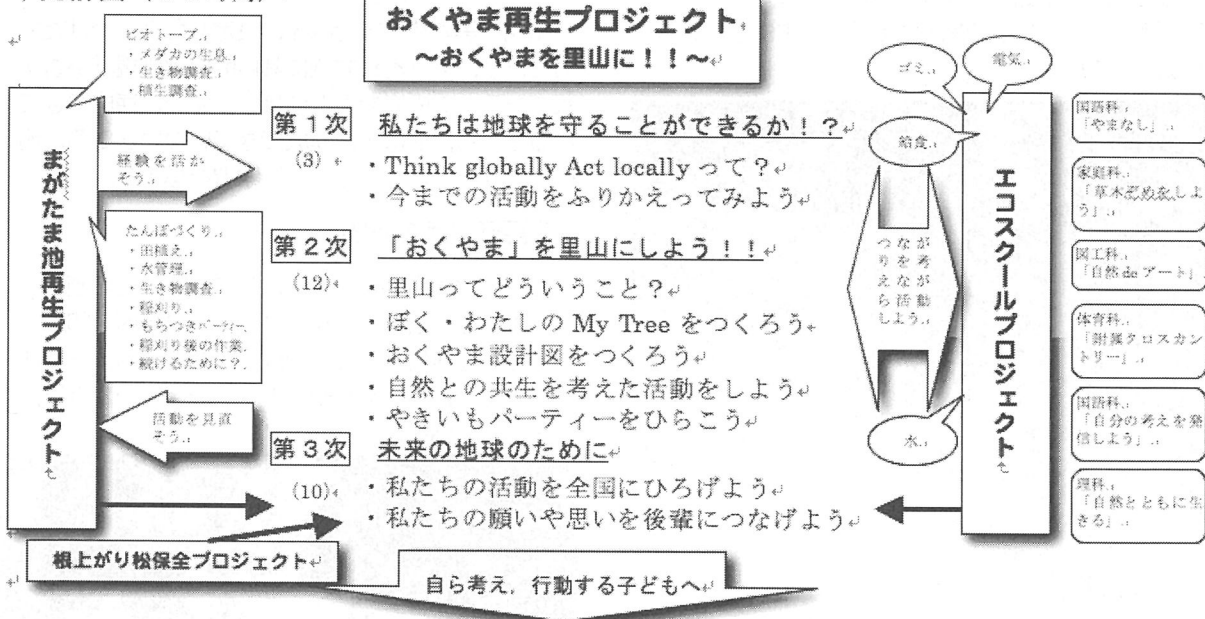 おくやま再生プロジェクト
~おくやまを里山に!!~
ビオトープ
・メダカの生息
・生き物調査
・植生調査
まがたま池再生プロジェクト
経験を活か
そう
たんぼづくり
・田植え
・水管理
・生き物調査
・稲刈り
・もちつきパーティー
・稲刈り後の作業
・続けるために?
活動を見直
そう
第1次 私たちは地球を守ることができるか!?
(3)
・Think globally Act locally って?
・今までの活動をふりかえってみよう
第2次 「おくやま」を里山にしよう!!
(12)
・里山ってどういうこと?
・ぼく・わたしの My Tree をつくろう
・おくやま設計図をつくろう
・自然との共生を考えた活動をしよう
・やきいもパーティーをひらこう
第3次 未来の地球のために
(10)
・私たちの活動を全国にひろげよう
・私たちの願いや思いを後輩につなげよう
根上がり松保全プロジェクト
自ら考え,行動する子どもへ
ゴミ
電気
給食
つなが
りを考
えなが
ら活動
しよう
水
エコスクールプロジェクト
国語科
「やまなし」
家庭科
「草木ぞめをしよ
う」
図工科
「自然 de アート」
体育科
「附属クロスカン
トリー」
国語科
「自分の考えを発
信しよう」
理科
「自然とともに生
きる」